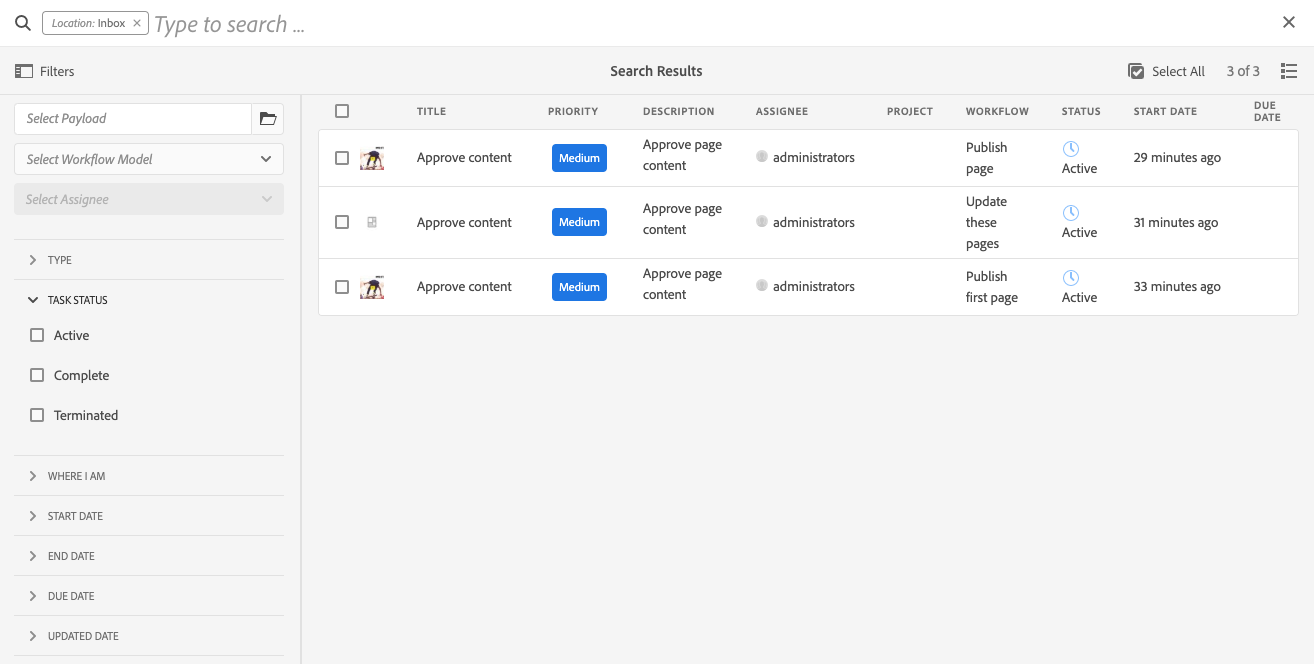 Location: Inbox × Type to search ...
Filters
Search Results
Select All 3 of 3
Select Payload
Select Workflow Model
Select Assignee
TYPE
TASK STATUS
Active
Complete
Terminated
WHERE I AM
START DATE
END DATE
DUE DATE
UPDATED DATE
TITLE PRIORITY DESCRIPTION ASSIGNEE PROJECT WORKFLOW STATUS START DATE DUE DATE
Approve content Medium Approve page content administrators Publish page Active 29 minutes ago
Approve content Medium Approve page content administrators Update these pages Active 31 minutes ago
Approve content Medium Approve page content administrators Publish first page Active 33 minutes ago